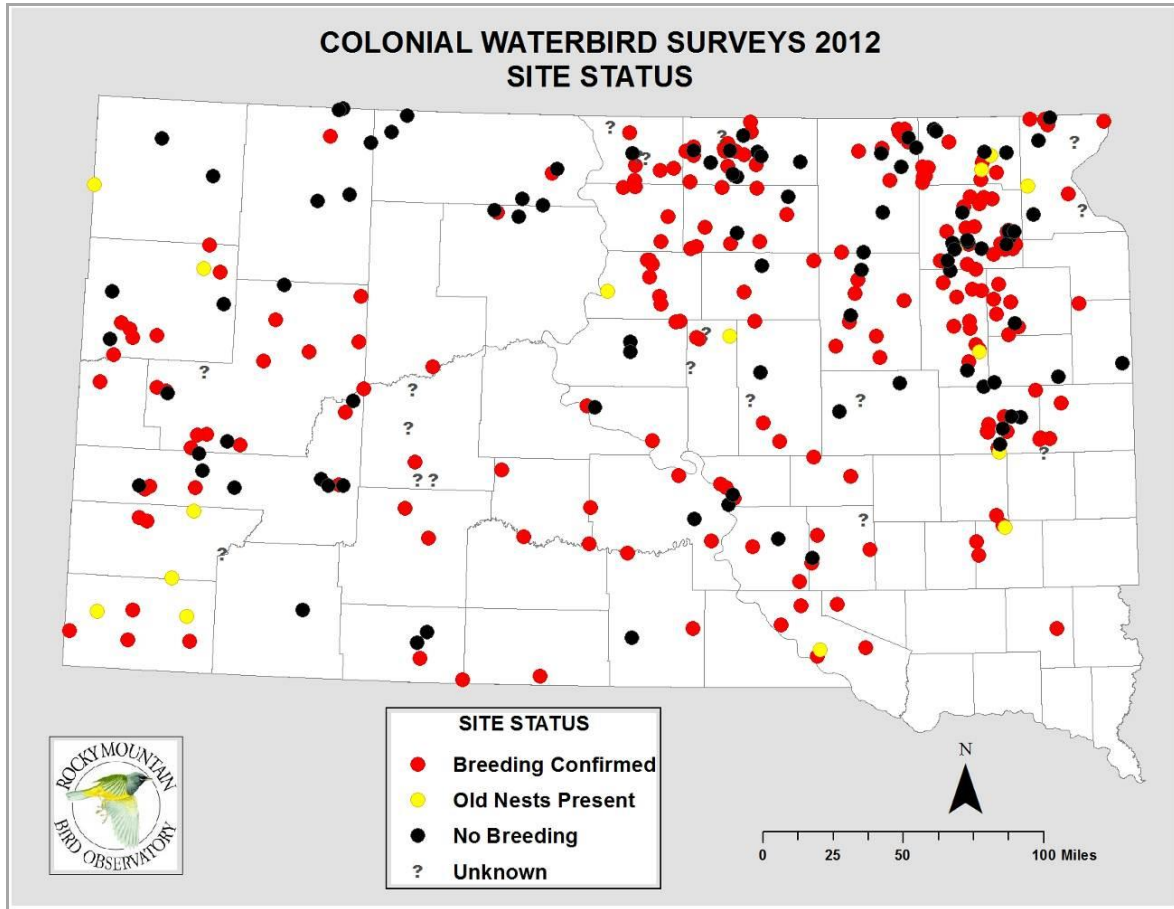 COLONIAL WATERBIRD SURVEYS 2012
SITE STATUS
SITE STATUS
Breeding Confirmed
Old Nests Present
No Breeding
? Unknown
ROCKY MOUNTAIN
BIRD OBSERVATORY
N
0 25 50 100 Miles